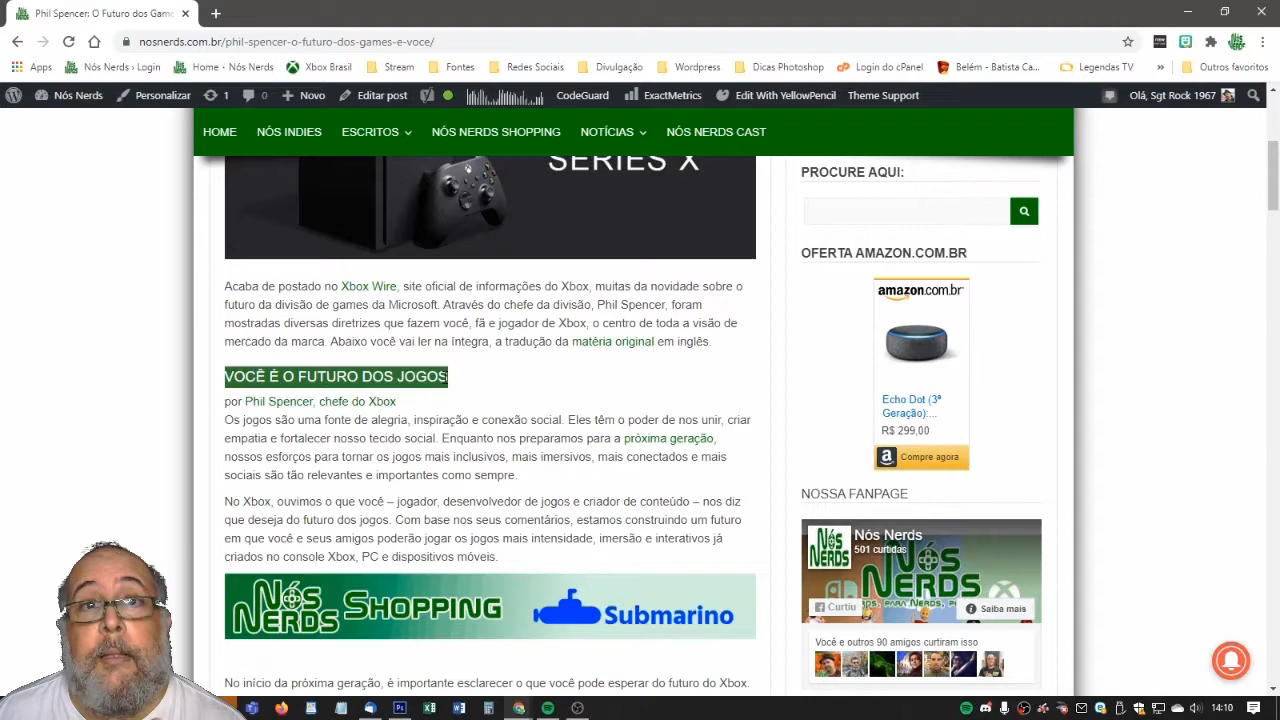 Phil Spencer: O Futuro dos Game
nosnerds.com.br/phil-spencer-o-futuro-dos-games-e-voce/
Apps
Nós Nerds › Login
Home • Nós Nerds
Xbox Brasil
Stream
Fontes
Redes Sociais
Divulgação
Wordpress
Dicas Photoshop
Login do cPanel
Belém - Batista Ca...
Legendas TV
Outros favoritos
Nós Nerds
Personalizar
1
0
Novo
Editar post
CodeGuard
ExactMetrics
Edit With YellowPencil
Theme Support
Olá, Sgt Rock 1967
HOME
NÓS INDIES
ESCRITOS
NÓS NERDS SHOPPING
NOTÍCIAS
NÓS NERDS CAST
SERIES X
Acaba de postado no Xbox Wire, site oficial de informações do Xbox, muitas da novidade sobre o
futuro da divisão de games da Microsoft. Através do chefe da divisão, Phil Spencer, foram
mostradas diversas diretrizes que fazem você, fã e jogador de Xbox, o centro de toda a visão de
mercado da marca. Abaixo você vai ler na íntegra, a tradução da matéria original em inglês.
VOCÊ É O FUTURO DOS JOGOS
por Phil Spencer, chefe do Xbox
Os jogos são uma fonte de alegria, inspiração e conexão social. Eles têm o poder de nos unir, criar
empatia e fortalecer nosso tecido social. Enquanto nos preparamos para a próxima geração,
nossos esforços para tornar os jogos mais inclusivos, mais imersivos, mais conectados e mais
sociais são tão relevantes e importantes como sempre.
No Xbox, ouvimos o que você – jogador, desenvolvedor de jogos e criador de conteúdo – nos diz
que deseja do futuro dos jogos. Com base nos seus comentários, estamos construindo um futuro
em que você e seus amigos poderão jogar os jogos mais intensidade, imersão e interativos já
criados no console Xbox, PC e dispositivos móveis.
NÓS NERDS SHOPPING
Submarino
No início da próxima geração, é importante esclarecer o que você pode esperar do futuro do Xbox.
PROCURE AQUI:
OFERTA AMAZON.COM.BR
amazon.com.br
Echo Dot (3ª
Geração):...
R$ 299,00
Compre agora
NOSSA FANPAGE
NÓS NERDS
Nós Nerds
501 curtidas
NÓS NERDS
Curtiu
Saiba mais
Você e outros 90 amigos curtiram isso
14:10